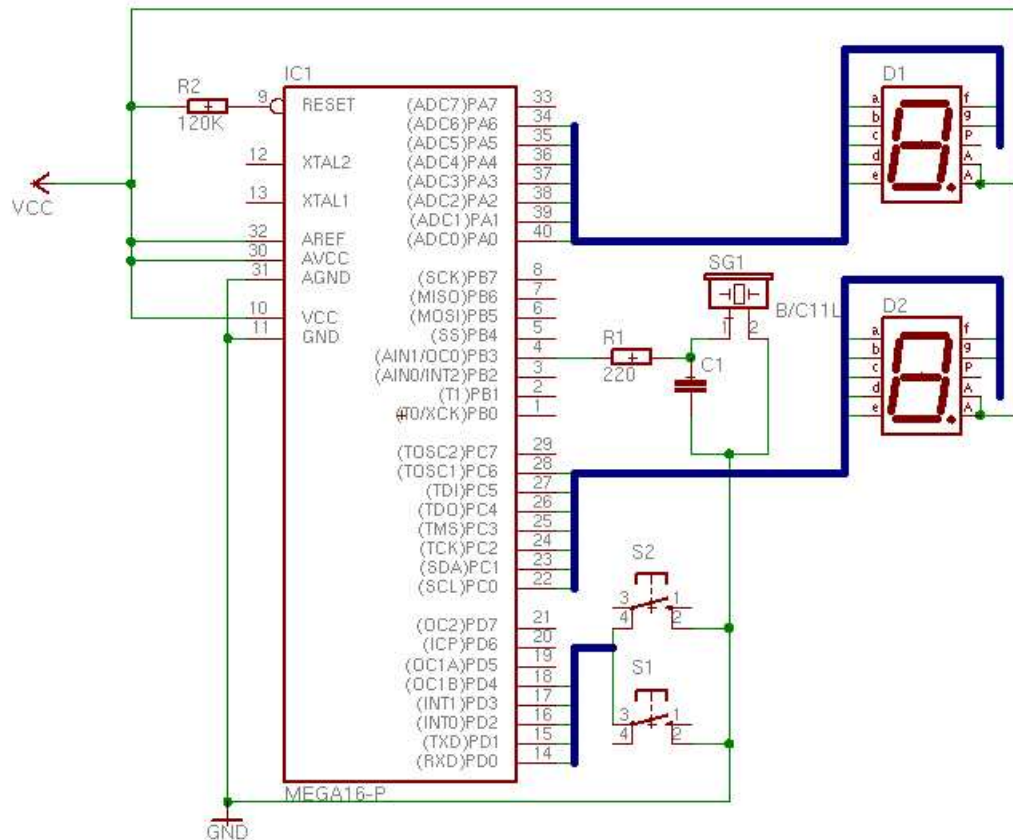 IC1
R2
120K
9 RESET
12 XTAL2
13 XTAL1
32 AREF
30 AVCC
31 AGND
10 VCC
11 GND
VCC
(ADC7)PA7 33
(ADC6)PA6 34
(ADC5)PA5 35
(ADC4)PA4 36
(ADC3)PA3 37
(ADC2)PA2 38
(ADC1)PA1 39
(ADC0)PA0 40
(SCK)PB7 8
(MISO)PB6 7
(MOSI)PB5 6
(SS)PB4 5
(AIN1/OC0)PB3 4
(AIN0/INT2)PB2 3
(T1)PB1 2
(T0/XCK)PB0 1
(TOSC2)PC7 29
(TOSC1)PC6 28
(TDI)PC5 27
(TDO)PC4 26
(TMS)PC3 25
(TCK)PC2 24
(SDA)PC1 23
(SCL)PC0 22
(OC2)PD7 21
(ICP)PD6 20
(OC1A)PD5 19
(OC1B)PD4 18
(INT1)PD3 17
(INT0)PD2 16
(TXD)PD1 15
(RXD)PD0 14
MEGA16-P
GND
D1
a f
b g
c P
d A
e A
SG1
B/C11L
1 2
R1
220
C1
D2
a f
b g
c P
d A
e A
S2
3 1
4 2
S1
3 1
4 2